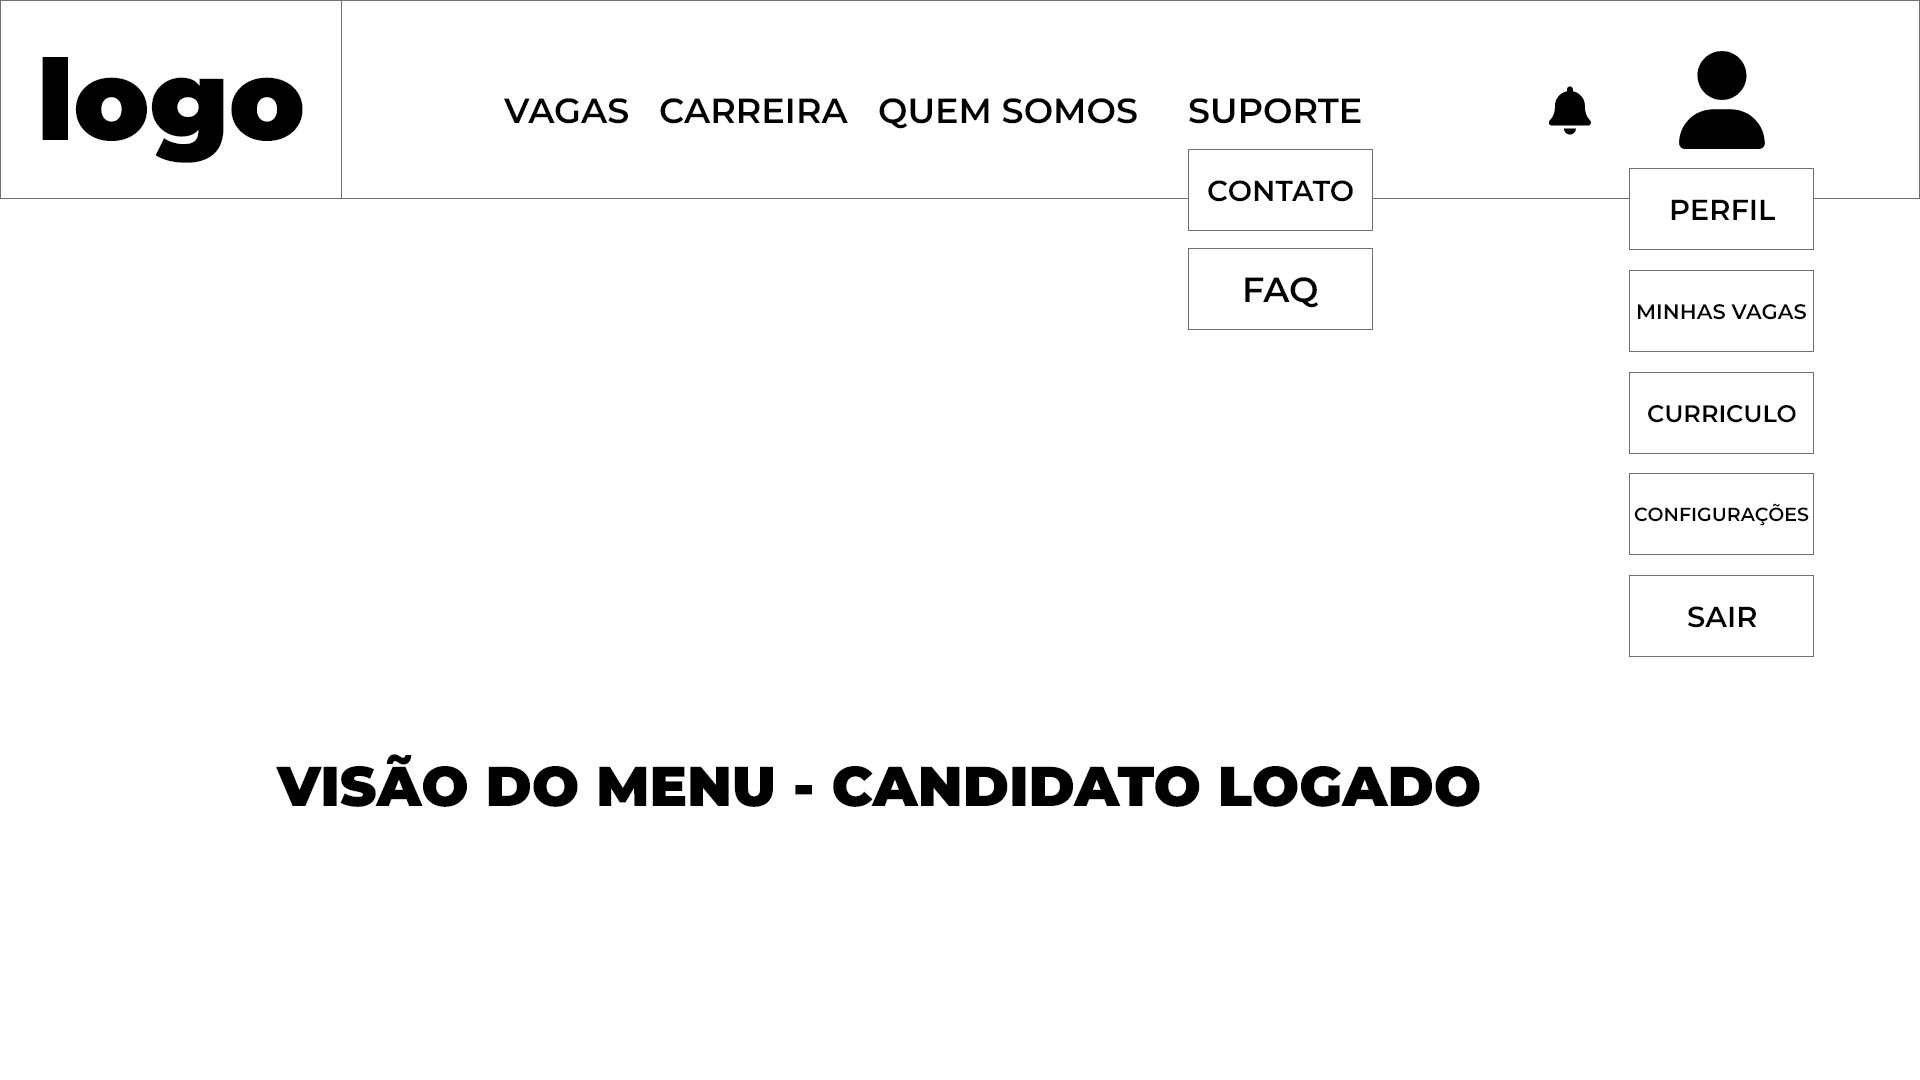 logo
VAGAS CARREIRA QUEM SOMOS SUPORTE
CONTATO
FAQ
PERFIL
MINHAS VAGAS
CURRICULO
CONFIGURAÇÕES
SAIR
VISÃO DO MENU - CANDIDATO LOGADO